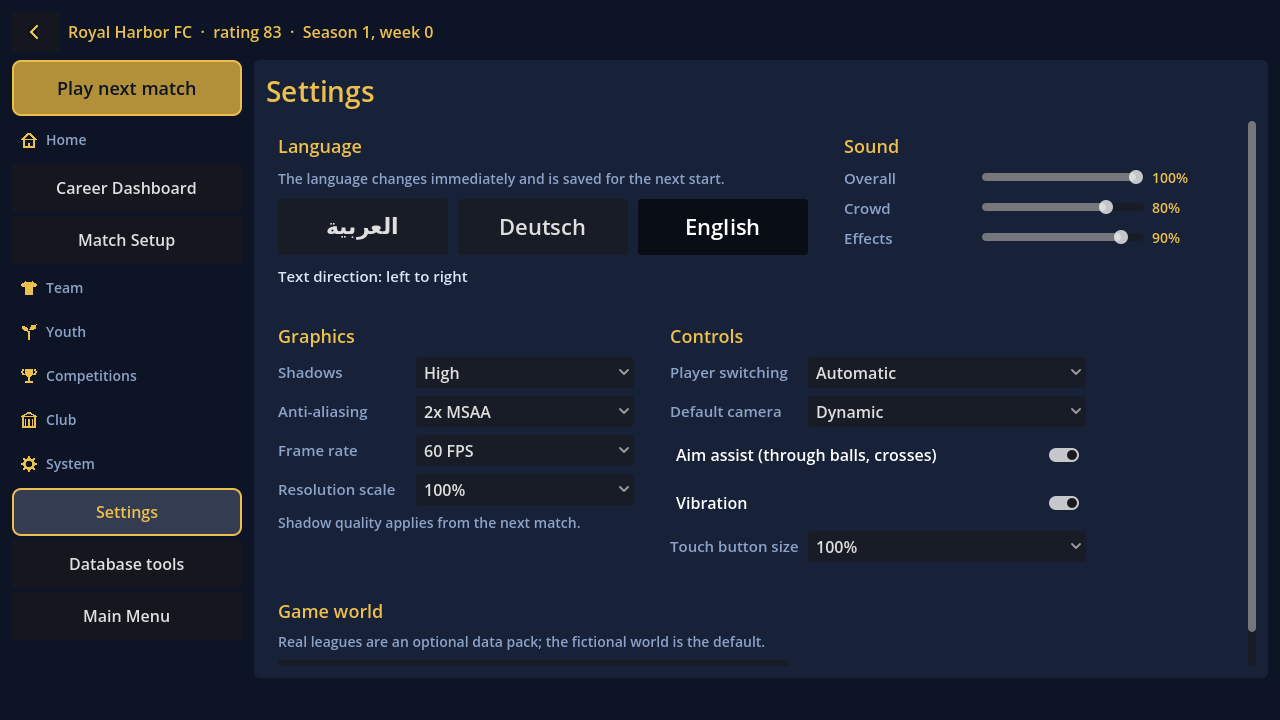 Royal Harbor FC · rating 83 · Season 1, week 0
Play next match
Home
Career Dashboard
Match Setup
Team
Youth
Competitions
Club
System
Settings
Database tools
Main Menu
Settings
Language
The language changes immediately and is saved for the next start.
العربية
Deutsch
English
Text direction: left to right
Sound
Overall 100%
Crowd 80%
Effects 90%
Graphics
Shadows High
Anti-aliasing 2x MSAA
Frame rate 60 FPS
Resolution scale 100%
Shadow quality applies from the next match.
Controls
Player switching Automatic
Default camera Dynamic
Aim assist (through balls, crosses)
Vibration
Touch button size 100%
Game world
Real leagues are an optional data pack; the fictional world is the default.